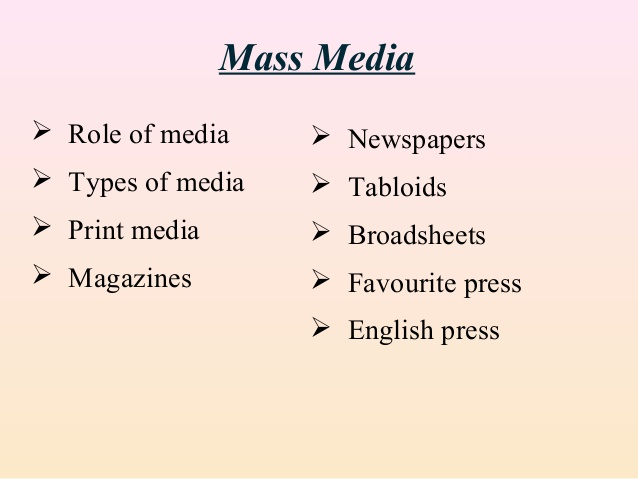 Mass Media
Role of media
Types of media
Print media
Magazines
Newspapers
Tabloids
Broadsheets
Favourite press
English press